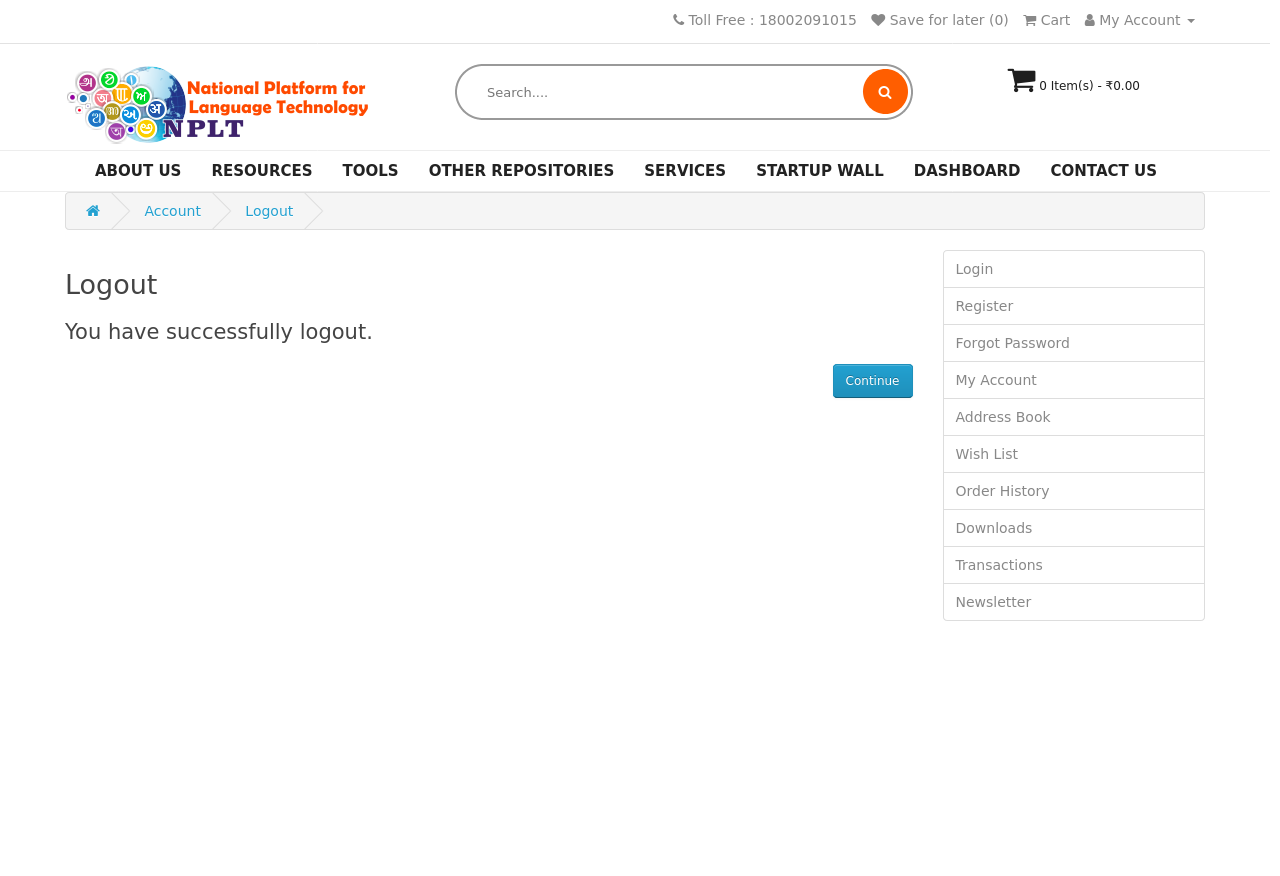 Toll Free : 18002091015 Save for later (0) Cart My Account
National Platform for
Language Technology
NPLT
Search....
0 Item(s) - ₹0.00
ABOUT US RESOURCES TOOLS OTHER REPOSITORIES SERVICES STARTUP WALL DASHBOARD CONTACT US
Account Logout
Logout
You have successfully logout.
Continue
Login
Register
Forgot Password
My Account
Address Book
Wish List
Order History
Downloads
Transactions
Newsletter